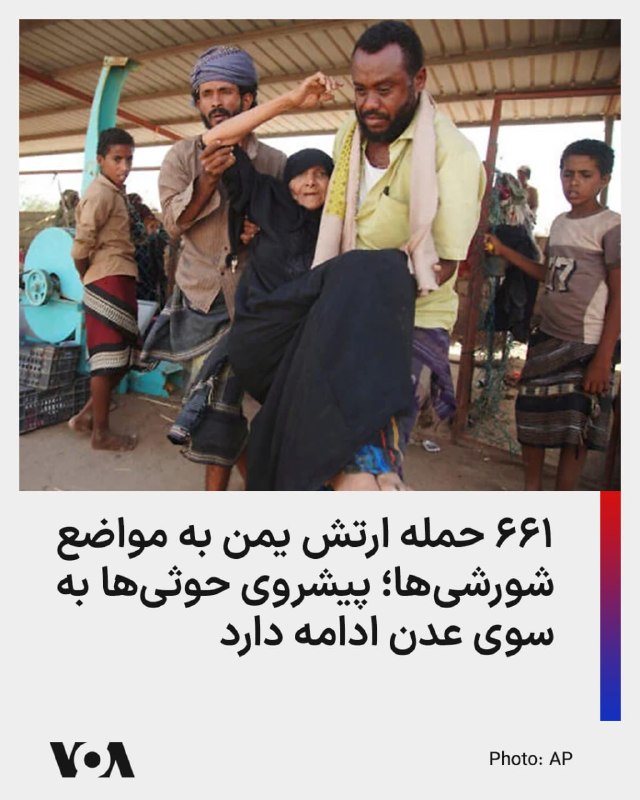 ۶۶۱ حمله ارتش یمن به مواضع
شورشی‌ها؛ پیشروی حوثی‌ها به
سوی عدن ادامه دارد
VOA
Photo: AP